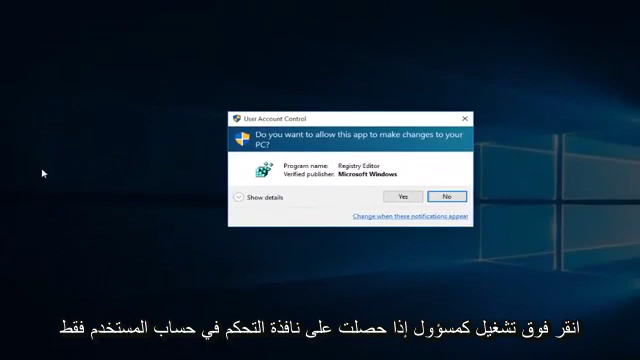 User Account Control
Do you want to allow this app to make changes to your
PC?
Program name: Registry Editor
Verified publisher: Microsoft Windows
Show details
Yes
No
Change when these notifications appear
انقر فوق تشغيل كمسؤول إذا حصلت على نافذة التحكم في حساب المستخدم فقط